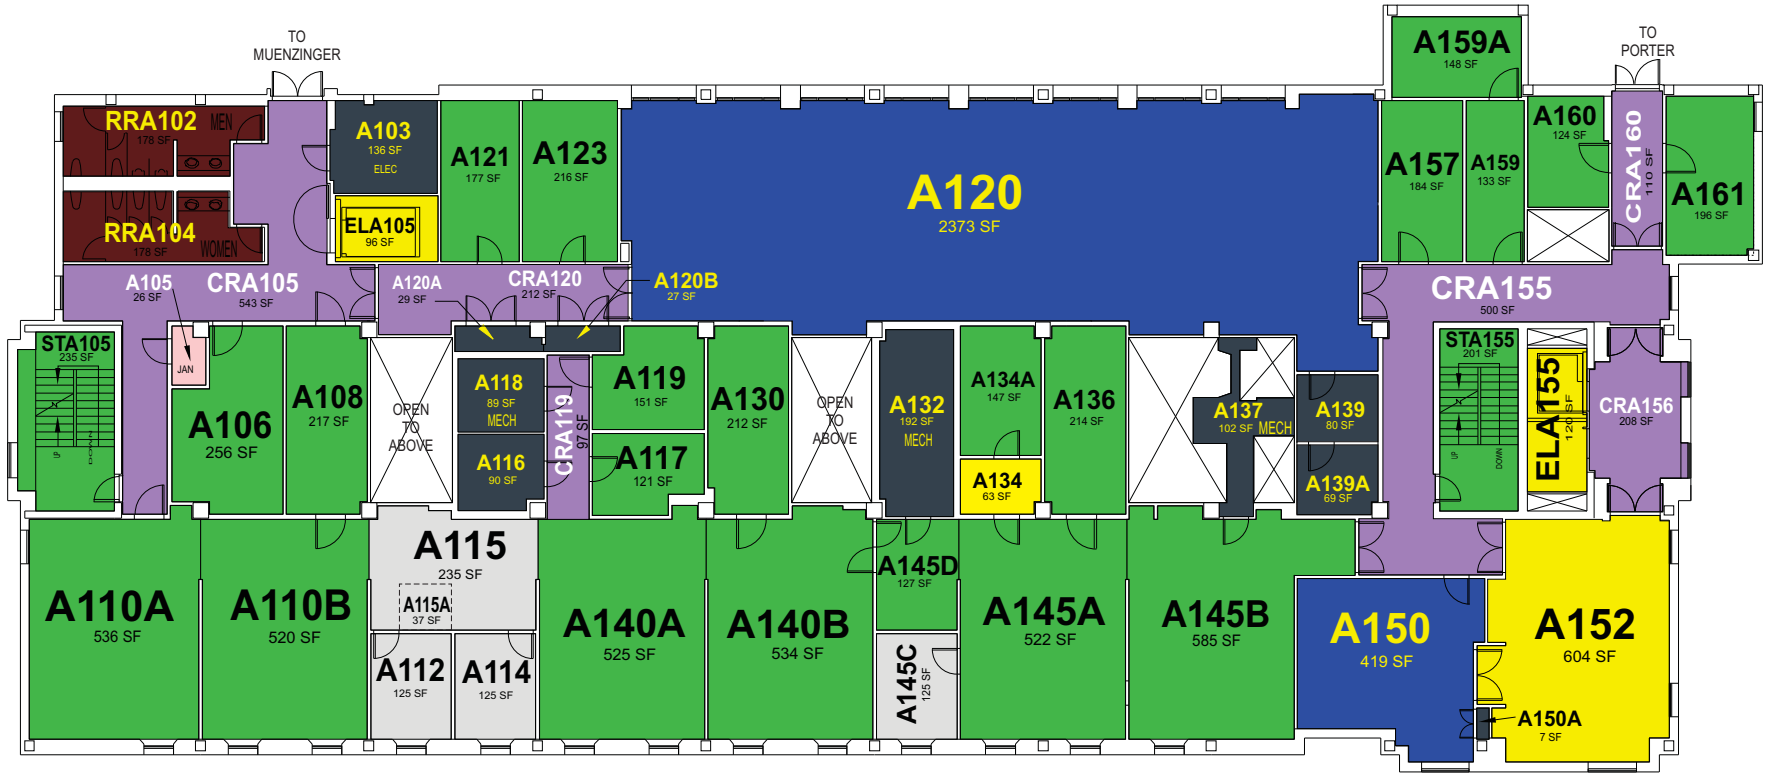 TO
MUENZINGER
TO
PORTER
A159A
148 SF
RRA102
MEN
178 SF
A103
136 SF
ELEC
A121
177 SF
A123
216 SF
A120
2373 SF
A157
184 SF
A159
133 SF
A160
124 SF
CRA160
110 SF
A161
196 SF
RRA104
WOMEN
178 SF
ELA105
96 SF
A105
26 SF
CRA105
543 SF
A120A
29 SF
CRA120
212 SF
A120B
27 SF
CRA155
500 SF
STA105
235 SF
UP
JAN
A106
256 SF
A108
217 SF
OPEN
TO
ABOVE
A118
89 SF
MECH
A116
90 SF
CRA119
97 SF
A119
151 SF
A117
121 SF
A130
212 SF
OPEN
TO
ABOVE
A132
192 SF
MECH
A134A
147 SF
A134
63 SF
A136
214 SF
A137
102 SF
MECH
A139
80 SF
A139A
69 SF
STA155
201 SF
UP
DOWN
ELA155
120 SF
CRA156
208 SF
A110A
536 SF
A110B
520 SF
A115
235 SF
A115A
37 SF
A112
125 SF
A114
125 SF
A140A
525 SF
A140B
534 SF
A145D
127 SF
A145C
125 SF
A145A
522 SF
A145B
585 SF
A150
419 SF
A152
604 SF
A150A
7 SF